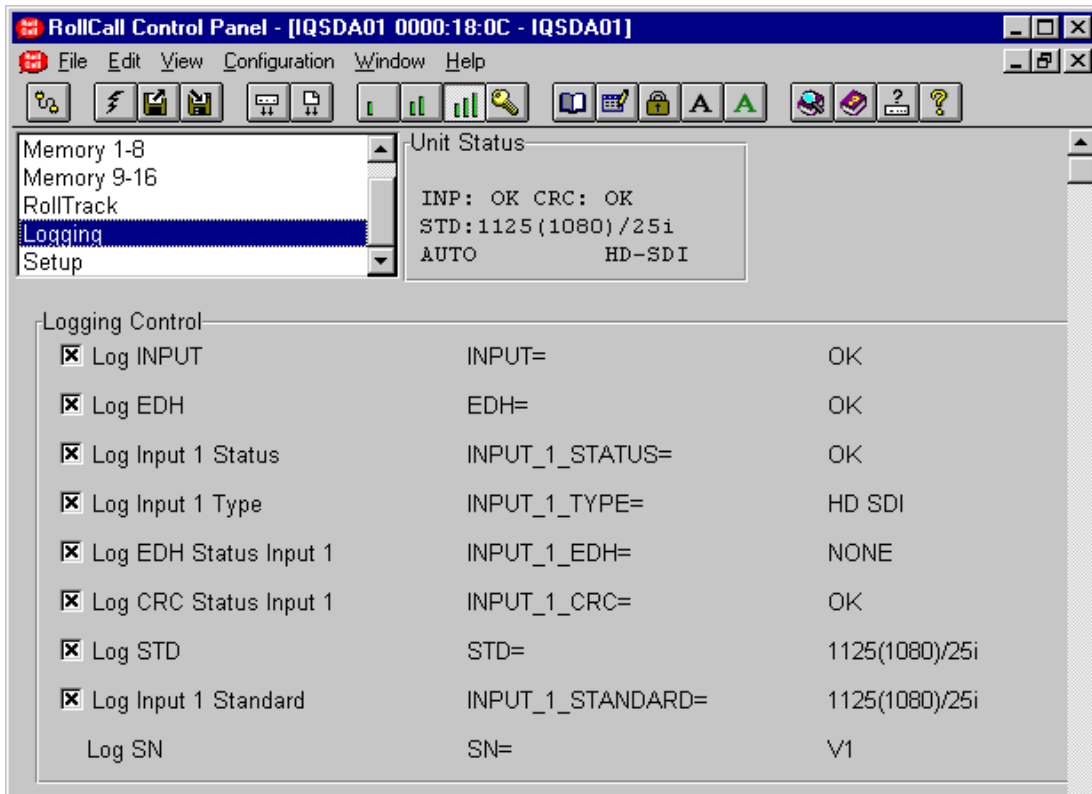 RollCall Control Panel - [IQSDA01 0000:18:0C - IQSDA01]
File Edit View Configuration Window Help
A A
Memory 1-8
Memory 9-16
RollTrack
Logging
Setup
Unit Status
INP: OK CRC: OK
STD:1125(1080)/25i
AUTO HD-SDI
Logging Control
Log INPUT INPUT= OK
Log EDH EDH= OK
Log Input 1 Status INPUT_1_STATUS= OK
Log Input 1 Type INPUT_1_TYPE= HD SDI
Log EDH Status Input 1 INPUT_1_EDH= NONE
Log CRC Status Input 1 INPUT_1_CRC= OK
Log STD STD= 1125(1080)/25i
Log Input 1 Standard INPUT_1_STANDARD= 1125(1080)/25i
Log SN SN= V1